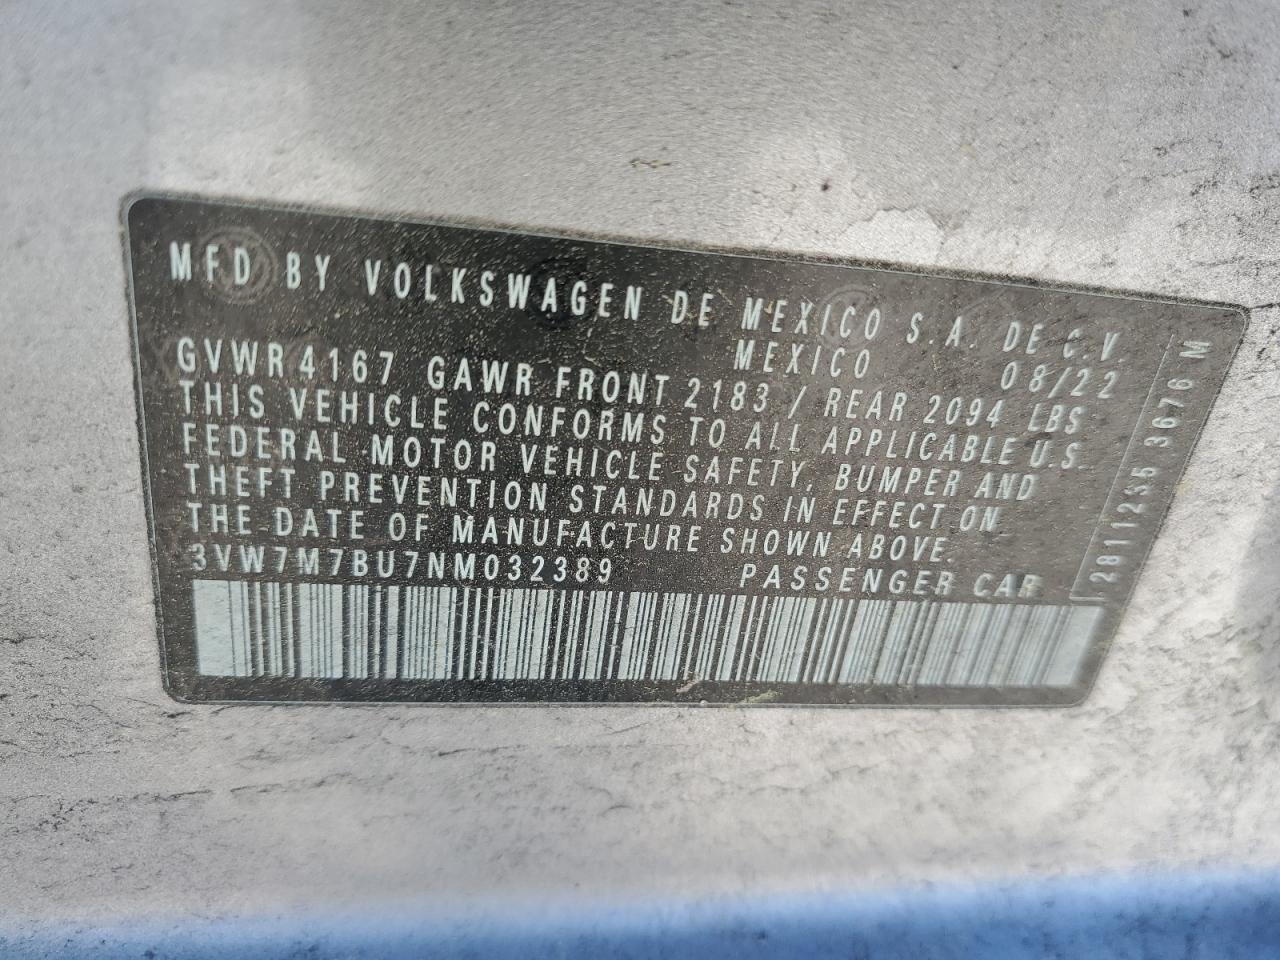 MFD BY VOLKSWAGEN DE MEXICO S.A. DE C.V.
MEXICO 08/22
GVWR 4167 GAWR FRONT 2183 / REAR 2094 LBS
THIS VEHICLE CONFORMS TO ALL APPLICABLE U.S.
FEDERAL MOTOR VEHICLE SAFETY, BUMPER AND
THEFT PREVENTION STANDARDS IN EFFECT ON
THE DATE OF MANUFACTURE SHOWN ABOVE.
3VW7M7BU7NM032389 PASSENGER CAR
2811235 3676 M